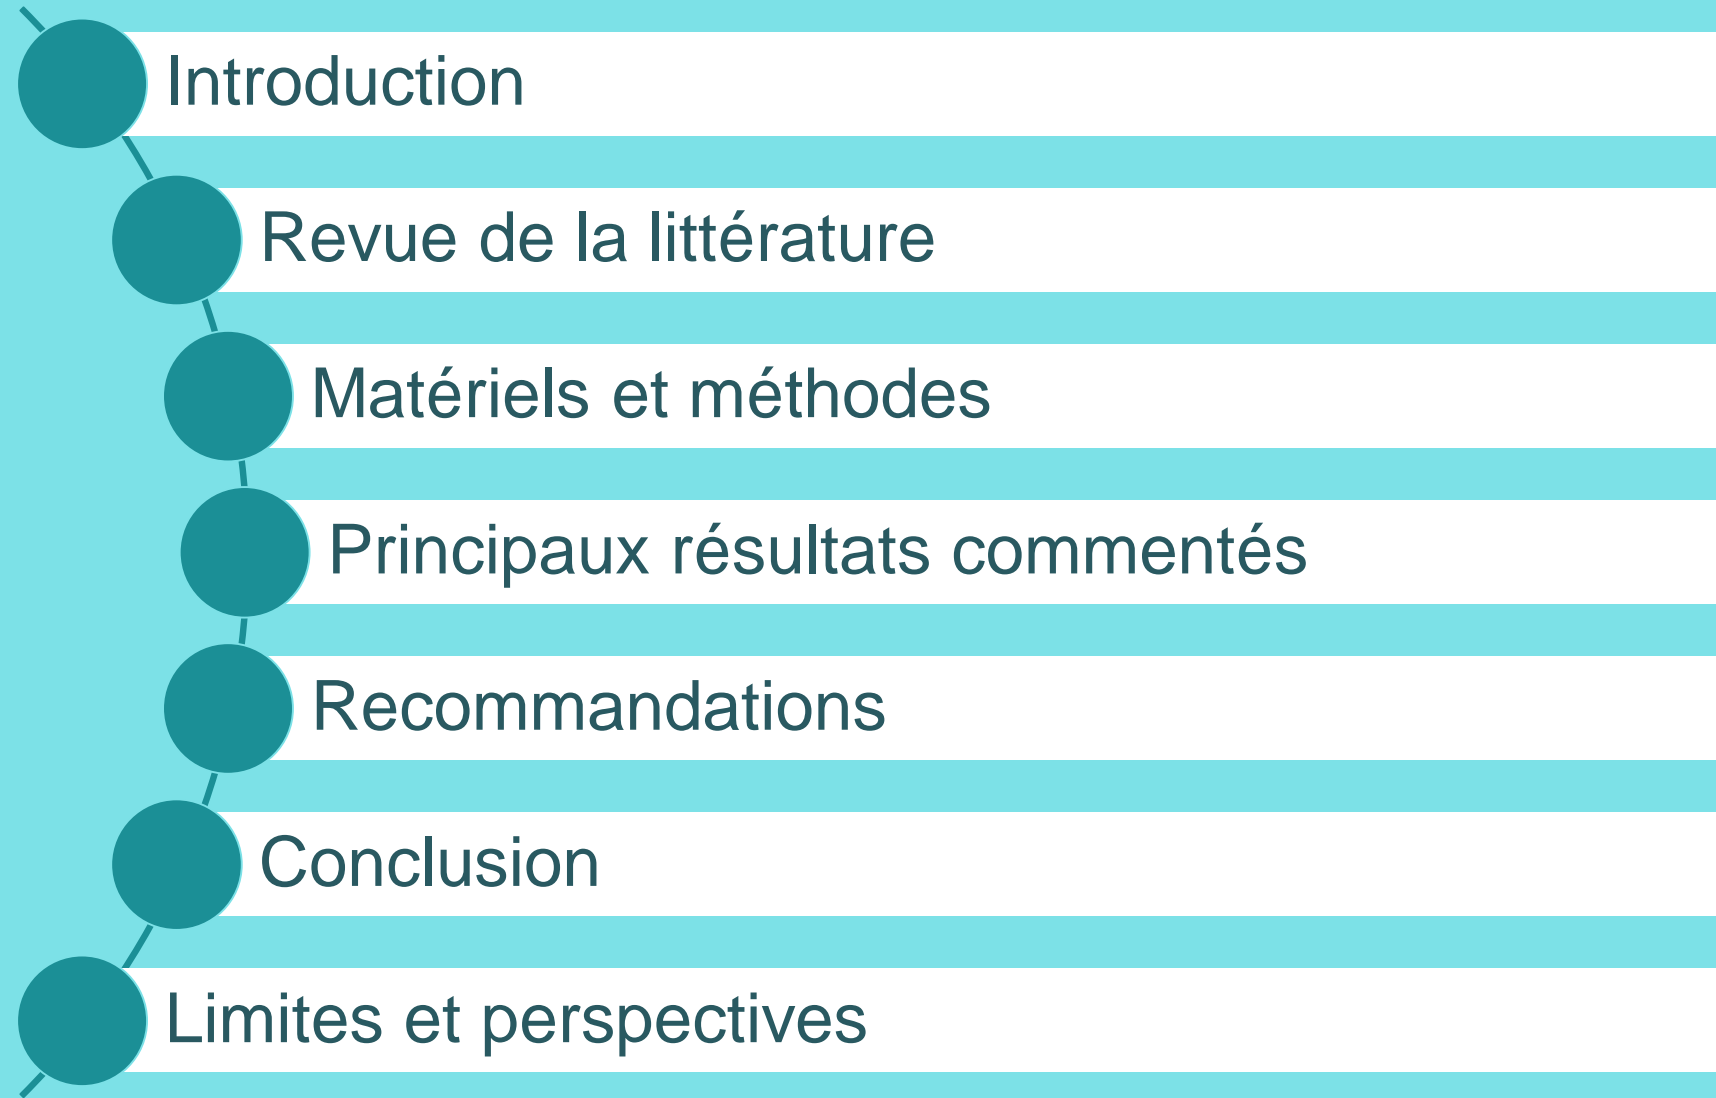 Introduction
Revue de la littérature
Matériels et méthodes
Principaux résultats commentés
Recommandations
Conclusion
Limites et perspectives